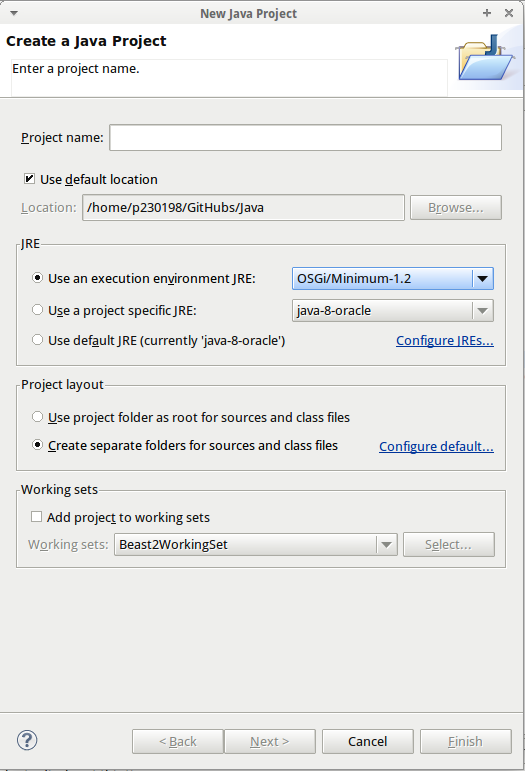 New Java Project
Create a Java Project
Enter a project name.
Project name:
Use default location
Location: /home/p230198/GitHubs/Java Browse...
JRE
Use an execution environment JRE: OSGi/Minimum-1.2
Use a project specific JRE: java-8-oracle
Use default JRE (currently 'java-8-oracle') Configure JREs...
Project layout
Use project folder as root for sources and class files
Create separate folders for sources and class files Configure default...
Working sets
Add project to working sets
Working sets: Beast2WorkingSet Select...
? < Back Next > Cancel Finish